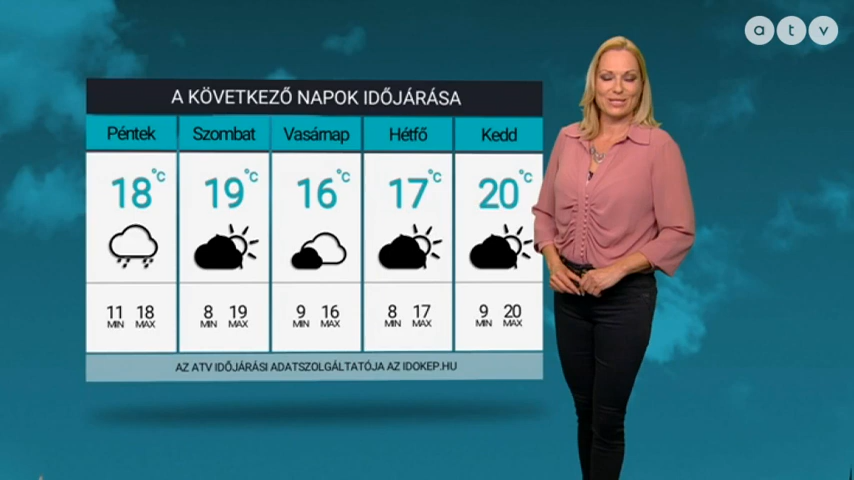 atv
A KÖVETKEZŐ NAPOK IDŐJÁRÁSA
Péntek Szombat Vasárnap Hétfő Kedd
18°C 19°C 16°C 17°C 20°C
11 18 8 19 9 16 8 17 9 20
MIN MAX MIN MAX MIN MAX MIN MAX MIN MAX
AZ ATV IDŐJÁRÁSI ADATSZOLGÁLTATÓJA AZ IDOKEP.HU